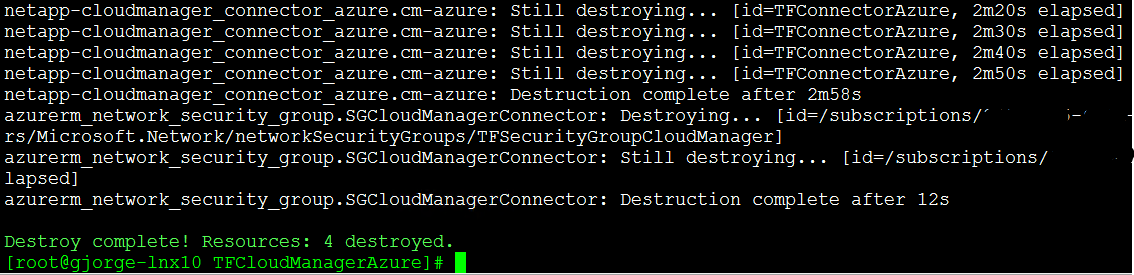 netapp-cloudmanager_connector_azure.cm-azure: Still destroying... [id=TFConnectorAzure, 2m20s elapsed]
netapp-cloudmanager_connector_azure.cm-azure: Still destroying... [id=TFConnectorAzure, 2m30s elapsed]
netapp-cloudmanager_connector_azure.cm-azure: Still destroying... [id=TFConnectorAzure, 2m40s elapsed]
netapp-cloudmanager_connector_azure.cm-azure: Still destroying... [id=TFConnectorAzure, 2m50s elapsed]
netapp-cloudmanager_connector_azure.cm-azure: Destruction complete after 2m58s
azurerm_network_security_group.SGCloudManagerConnector: Destroying... [id=/subscriptions/
rs/Microsoft.Network/networkSecurityGroups/TFSecurityGroupCloudManager]
azurerm_network_security_group.SGCloudManagerConnector: Still destroying... [id=/subscriptions/
lapsed]
azurerm_network_security_group.SGCloudManagerConnector: Destruction complete after 12s
Destroy complete! Resources: 4 destroyed.
[root@gjorge-lnx10 TFCloudManagerAzure]#